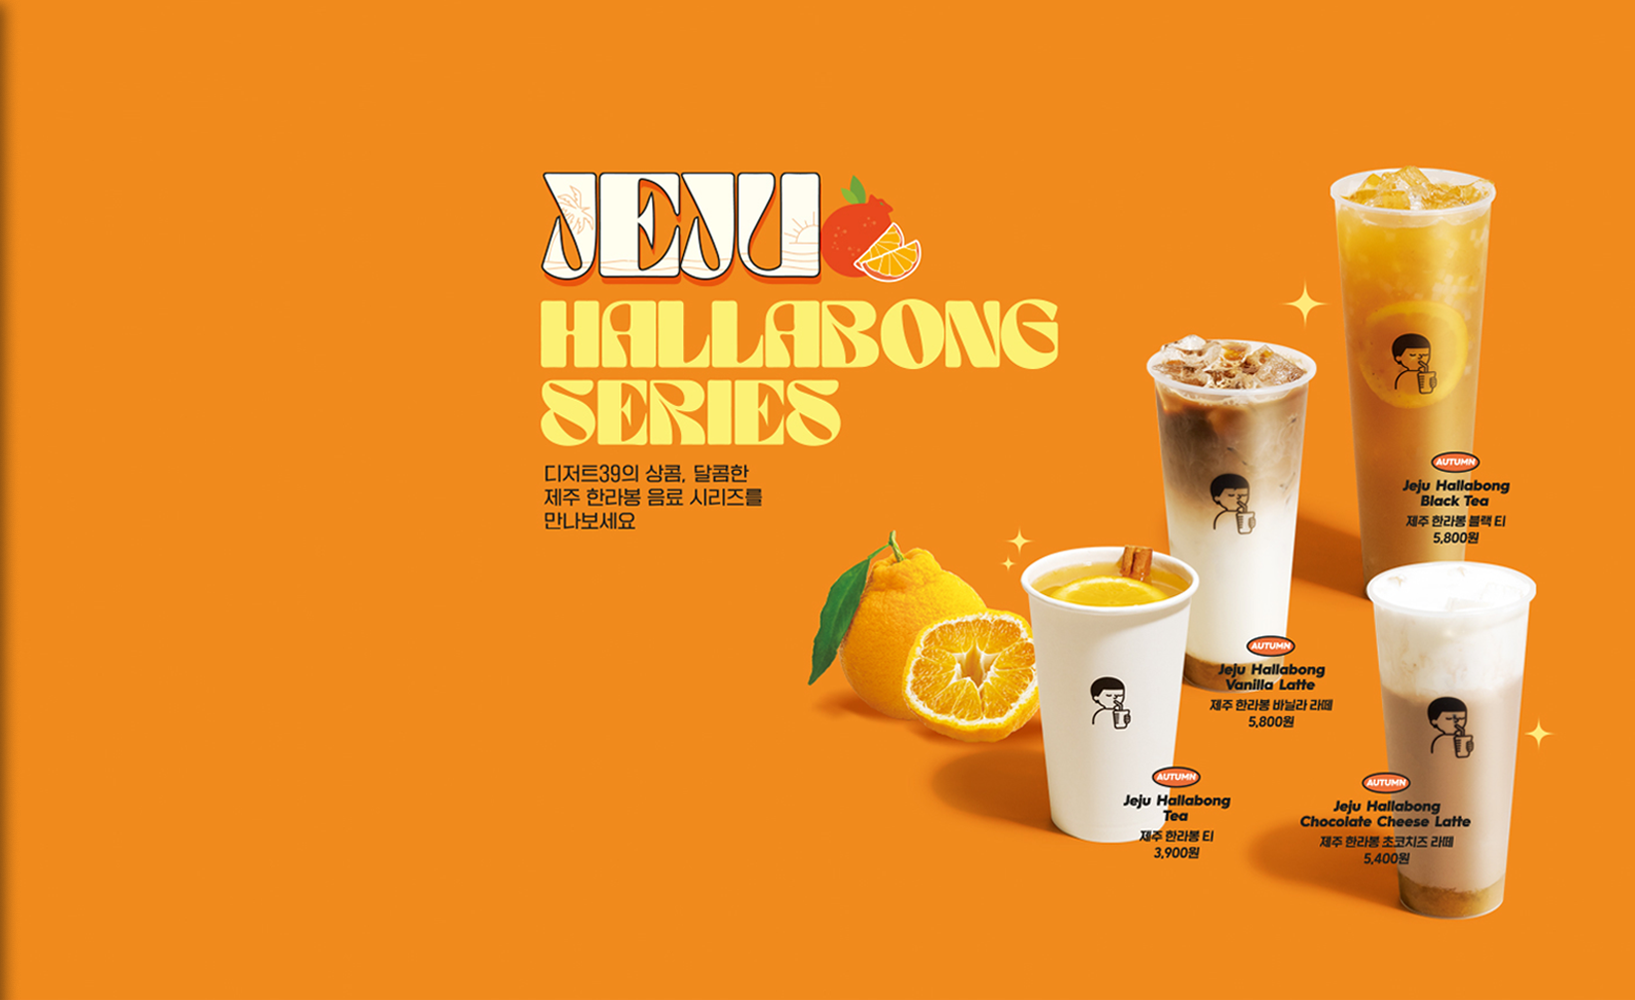 JEJU
HALLABONG
SERIES
디저트39의 상콤, 달콤한
제주 한라봉 음료 시리즈를
만나보세요
AUTUMN
Jeju Hallabong
Black Tea
제주 한라봉 블랙 티
5,800원
AUTUMN
Jeju Hallabong
Vanilla Latte
제주 한라봉 바닐라 라떼
5,800원
AUTUMN
Jeju Hallabong
Tea
제주 한라봉 티
3,900원
AUTUMN
Jeju Hallabong
Chocolate Cheese Latte
제주 한라봉 초코치즈 라떼
5,400원